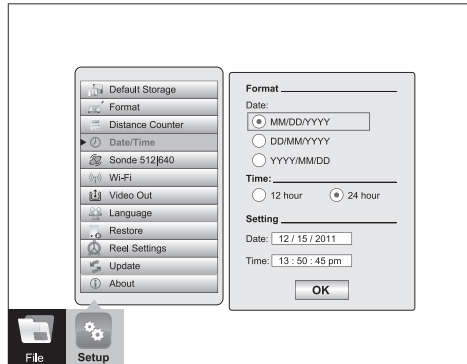 Default Storage
Format
Distance Counter
Date/Time
Sonde 512|640
Wi-Fi
Video Out
Language
Restore
Reel Settings
Update
About
Format
Date:
MM/DD/YYYY
DD/MM/YYYY
YYYY/MM/DD
Time:
12 hour 24 hour
Setting
Date: 12 / 15 / 2011
Time: 13 : 50 : 45 pm
OK
File Setup